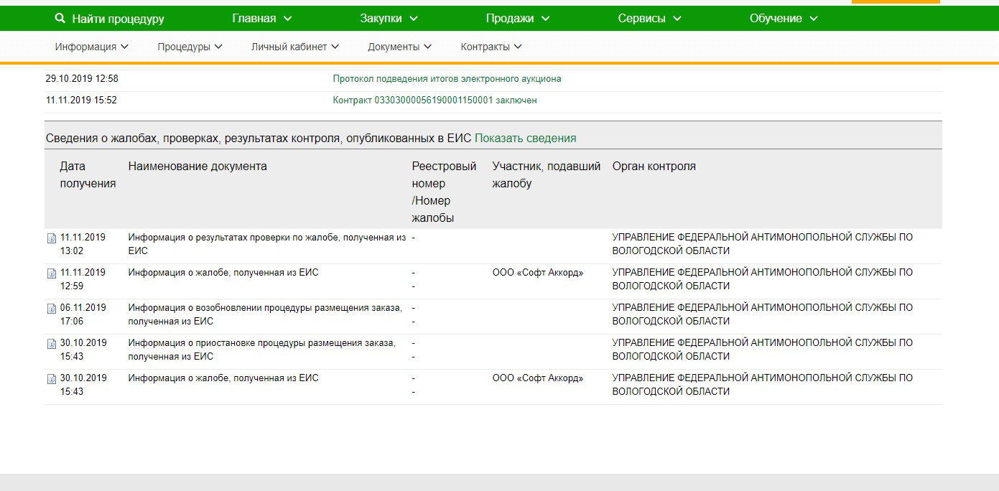 Найти процедуру Главная Закупки Продажи Сервисы Обучение
Информация Процедуры Личный кабинет Документы Контракты
29.10.2019 12:58 Протокол подведения итогов электронного аукциона
11.11.2019 15:52 Контракт 03303000056190001150001 заключен
Сведения о жалобах, проверках, результатах контроля, опубликованных в ЕИС Показать сведения
Дата Наименование документа Реестровый Участник, подавший Орган контроля
получения номер жалобу
/Номер
жалобы
11.11.2019 Информация о результатах проверки по жалобе, полученная из - УПРАВЛЕНИЕ ФЕДЕРАЛЬНОЙ АНТИМОНОПОЛЬНОЙ СЛУЖБЫ ПО
13:02 ЕИС ВОЛОГОДСКОЙ ОБЛАСТИ
11.11.2019 Информация о жалобе, полученная из ЕИС - ООО «Софт Аккорд» УПРАВЛЕНИЕ ФЕДЕРАЛЬНОЙ АНТИМОНОПОЛЬНОЙ СЛУЖБЫ ПО
12:59 - ВОЛОГОДСКОЙ ОБЛАСТИ
06.11.2019 Информация о возобновлении процедуры размещения заказа, - УПРАВЛЕНИЕ ФЕДЕРАЛЬНОЙ АНТИМОНОПОЛЬНОЙ СЛУЖБЫ ПО
17:06 полученная из ЕИС - ВОЛОГОДСКОЙ ОБЛАСТИ
30.10.2019 Информация о приостановке процедуры размещения заказа, - УПРАВЛЕНИЕ ФЕДЕРАЛЬНОЙ АНТИМОНОПОЛЬНОЙ СЛУЖБЫ ПО
15:43 полученная из ЕИС - ВОЛОГОДСКОЙ ОБЛАСТИ
30.10.2019 Информация о жалобе, полученная из ЕИС - ООО «Софт Аккорд» УПРАВЛЕНИЕ ФЕДЕРАЛЬНОЙ АНТИМОНОПОЛЬНОЙ СЛУЖБЫ ПО
15:43 - ВОЛОГОДСКОЙ ОБЛАСТИ